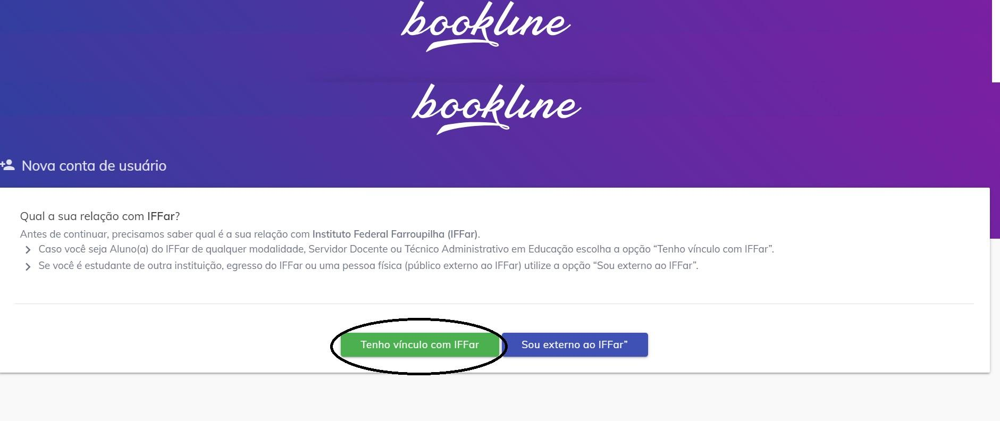 bookline
bookline
Nova conta de usuário
Qual a sua relação com IFFar?
Antes de continuar, precisamos saber qual é a sua relação com Instituto Federal Farroupilha (IFFar).
Caso você seja Aluno(a) do IFFar de qualquer modalidade, Servidor Docente ou Técnico Administrativo em Educação escolha a opção “Tenho vínculo com IFFar”.
Se você é estudante de outra instituição, egresso do IFFar ou uma pessoa física (público externo ao IFFar) utilize a opção “Sou externo ao IFFar”.
Tenho vínculo com IFFar
Sou externo ao IFFar”